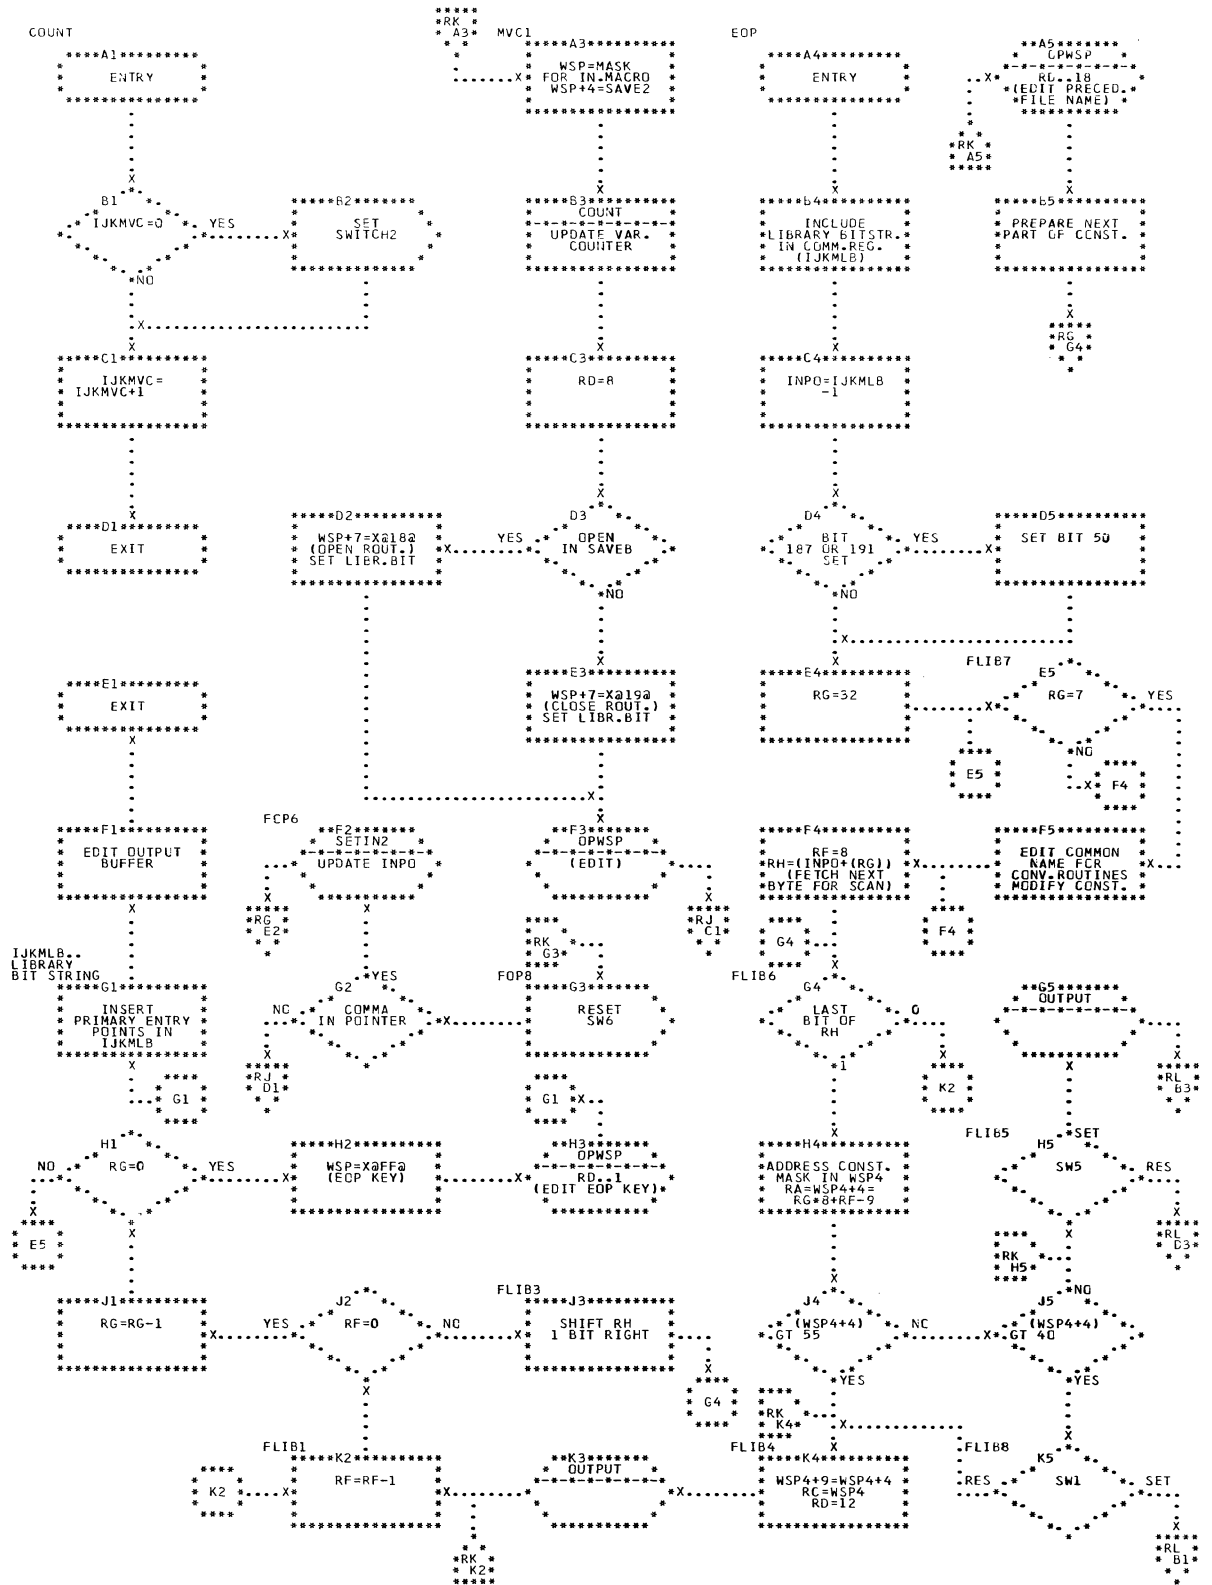 COUNT
****A1*********
ENTRY
B1
IJKMVC=0
YES
*NO
*****B2*******
SET
SWITCH2
*****C1**********
IJKMVC=
IJKMVC+1
****D1*********
EXIT
*RK
A3*
MVC1
*****A3**********
WSP=MASK
FOR IN.MACRO
WSP+4=SAVE2
*****B3**********
COUNT
UPDATE VAR.
COUNTER
*****C3**********
RD=8
D3
OPEN
IN SAVEB
YES
*NO
*****D2**********
WSP+7=X@18@
(OPEN ROUT.)
SET LIBR.BIT
*****E3**********
WSP+7=X@19@
(CLOSE ROUT.)
SET LIBR.BIT
EOP
****A4*********
ENTRY
*****B4**********
INCLUDE
LIBRARY BITSTR.
IN COMM.REG.
(IJKMLB)
*****C4**********
INPO=IJKMLB
-1
D4
BIT
187 OR 191
SET
YES
*NO
*****D5**********
SET BIT 50
**A5*******
OPWSP
RD..18
*(EDIT PRECED.*
*FILE NAME)
*RK
A5*
*****B5**********
PREPARE NEXT
PART OF CONST.
*RG
G4*
*****E4**********
RG=32
FLIB7
E5
RG=7
YES
*NO
E5
F4
****E1*********
EXIT
*****F1**********
EDIT OUTPUT
BUFFER
FCP6
****F2*******
SETIN2
UPDATE INPO
*RG
E2*
****F3*******
OPWSP
(EDIT)
*RJ
C1*
*****F4**********
RF=8
RH=(INPO+(RG))
(FETCH NEXT
BYTE FOR SCAN)
*****F5**********
EDIT COMMON
NAME FOR
CONV.ROUTINES
MODIFY CONST.
F4
IJKMLB..
LIBRARY
BIT STRING
*****G1**********
INSERT
PRIMARY ENTRY
POINTS IN
IJKMLB
G1
*YES
G2
COMMA
IN POINTER
NO
*RJ
D1*
*RK
G3*
FOP8
*****G3*******
RESET
SW6
G4
FLIB6
G4
LAST
BIT OF
RH
0
*1
K2
**G5*******
OUTPUT
*RL
B3*
H1
RG=0
NO
YES
E5
*****H2**********
WSP=X@FF@
(EOP KEY)
G1
**H3*******
OPWSP
RD..1
*(EDIT EOP KEY)*
*****H4**********
ADDRESS CONST.
MASK IN WSP4
RA=WSP4+4=
RG*8+RF-9
FLIB5
*SET
H5
SW5
RES
*RL
D3*
*RK
H5*
*****J1**********
RG=RG-1
J2
RF=0
YES
NO
FLIB3
*****J3**********
SHIFT RH
1 BIT RIGHT
G4
J4
(WSP4+4)
GT 55
NO
*YES
*NO
J5
(WSP4+4)
GT 40
*YES
*RK
K4*
FLIB1
*****K2**********
RF=RF-1
K2
*RK
K2*
***K3*******
OUTPUT
FLIB4
*****K4**********
WSP4+9=WSP4+4
RC=WSP4
RD=12
FLIB8
K5
SW1
RES
SET
*RL
B1*